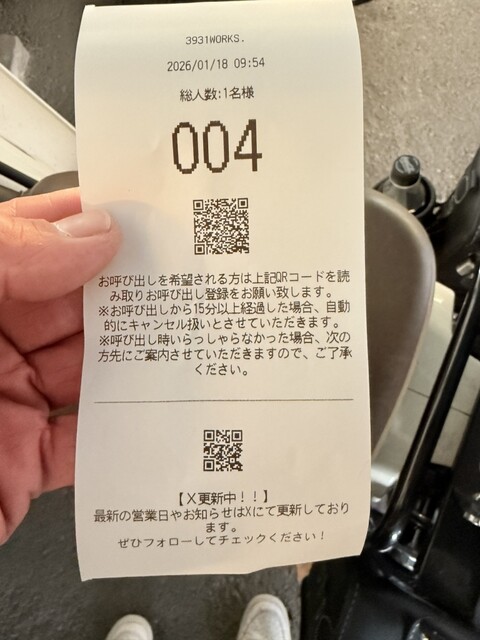 3931WORKS.
2026/01/18 09:54
総人数:1名様
004
お呼び出しを希望される方は上記QRコードを読
み取りお呼び出し登録をお願い致します。
※お呼び出しから15分以上経過した場合、自動
的にキャンセル扱いとさせていただきます。
※呼び出し時いらっしゃらなかった場合、次の
方先にご案内させていただきますので、ご了承
ください。
【X更新中！！】
最新の営業日やお知らせはXにて更新しており
ます。
ぜひフォローしてチェックください！